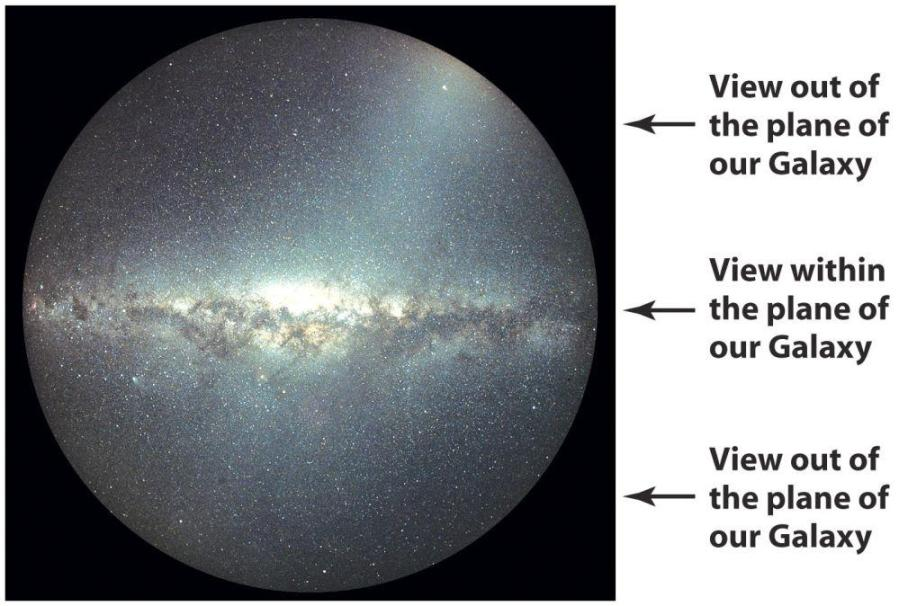 View out of
the plane of
our Galaxy
View within
the plane of
our Galaxy
View out of
the plane of
our Galaxy